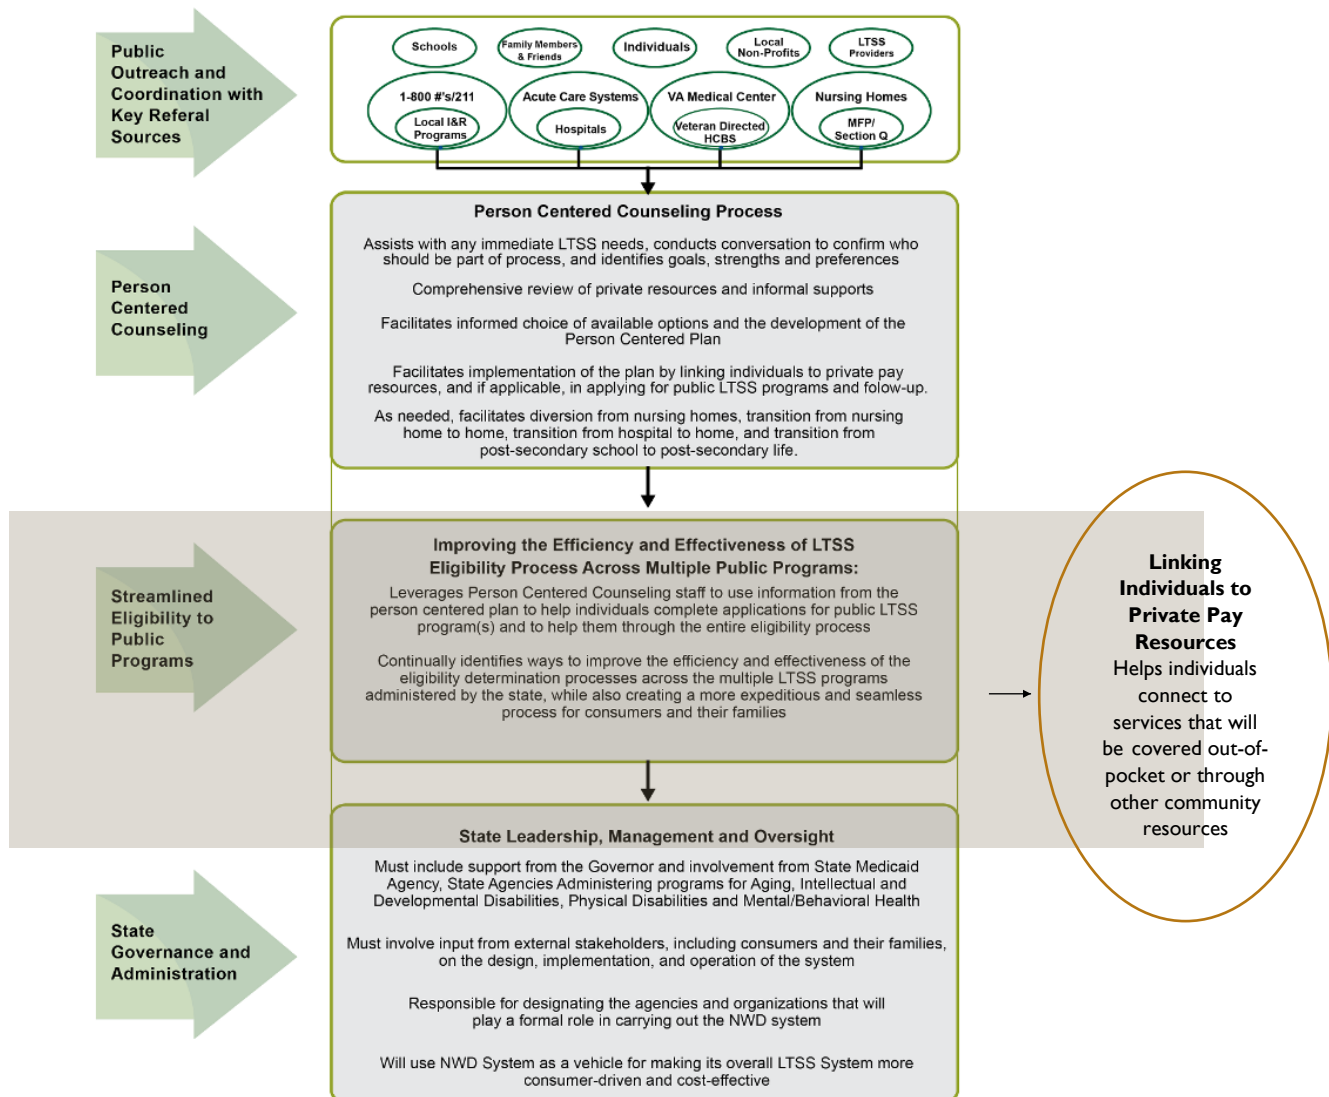 Public
Outreach and
Coordination with
Key Referal
Sources
Schools
Family Members
& Friends
Individuals
Local
Non-Profits
LTSS
Providers
1-800 #'s/211
Local I&R
Programs
Acute Care Systems
Hospitals
VA Medical Center
Veteran Directed
HCBS
Nursing Homes
MFP/
Section Q
Person
Centered
Counseling
Person Centered Counseling Process
Assists with any immediate LTSS needs, conducts conversation to confirm who
should be part of process, and identifies goals, strengths and preferences
Comprehensive review of private resources and informal supports
Facilitates informed choice of available options and the development of the
Person Centered Plan
Facilitates implementation of the plan by linking individuals to private pay
resources, and if applicable, in applying for public LTSS programs and folow-up.
As needed, facilitates diversion from nursing homes, transition from nursing
home to home, transition from hospital to home, and transition from
post-secondary school to post-secondary life.
Streamlined
Eligibility to
Public
Programs
Improving the Efficiency and Effectiveness of LTSS
Eligibility Process Across Multiple Public Programs:
Leverages Person Centered Counseling staff to use information from the
person centered plan to help individuals complete applications for public LTSS
program(s) and to help them through the entire eligibility process
Continually identifies ways to improve the efficiency and effectiveness of the
eligibility determination processes across the multiple LTSS programs
administered by the state, while also creating a more expeditious and seamless
process for consumers and their families
Linking
Individuals to
Private Pay
Resources
Helps individuals
connect to
services that will
be covered out-of-
pocket or through
other community
resources
State
Governance and
Administration
State Leadership, Management and Oversight
Must include support from the Governor and involvement from State Medicaid
Agency, State Agencies Administering programs for Aging, Intellectual and
Developmental Disabilities, Physical Disabilities and Mental/Behavioral Health
Must involve input from external stakeholders, including consumers and their families,
on the design, implementation, and operation of the system
Responsible for designating the agencies and organizations that will
play a formal role in carrying out the NWD system
Will use NWD System as a vehicle for making its overall LTSS System more
consumer-driven and cost-effective